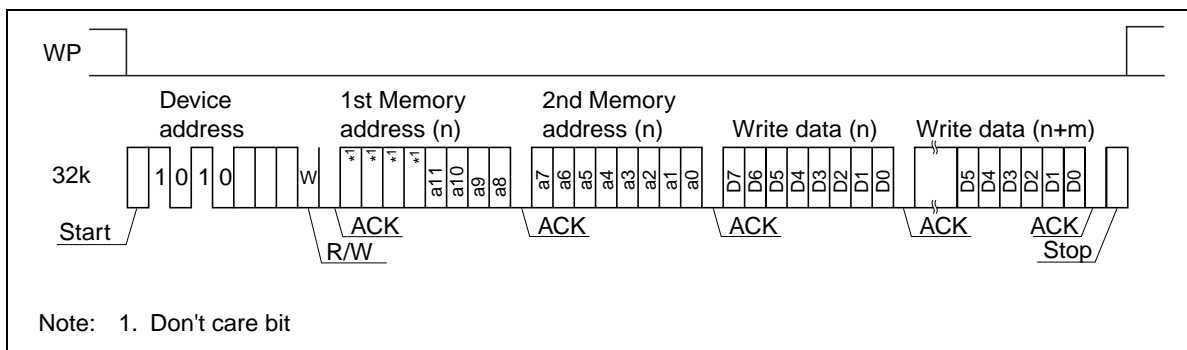 WP
Device address
1st Memory address (n)
2nd Memory address (n)
Write data (n)
Write data (n+m)
32k
1 0 1 0
W
*1 *1 *1 *1 a11 a10 a9 a8
a7 a6 a5 a4 a3 a2 a1 a0
D7 D6 D5 D4 D3 D2 D1 D0
D5 D4 D3 D2 D1 D0
Start
R/W
ACK
ACK
ACK
ACK
ACK
Stop
Note: 1. Don't care bit